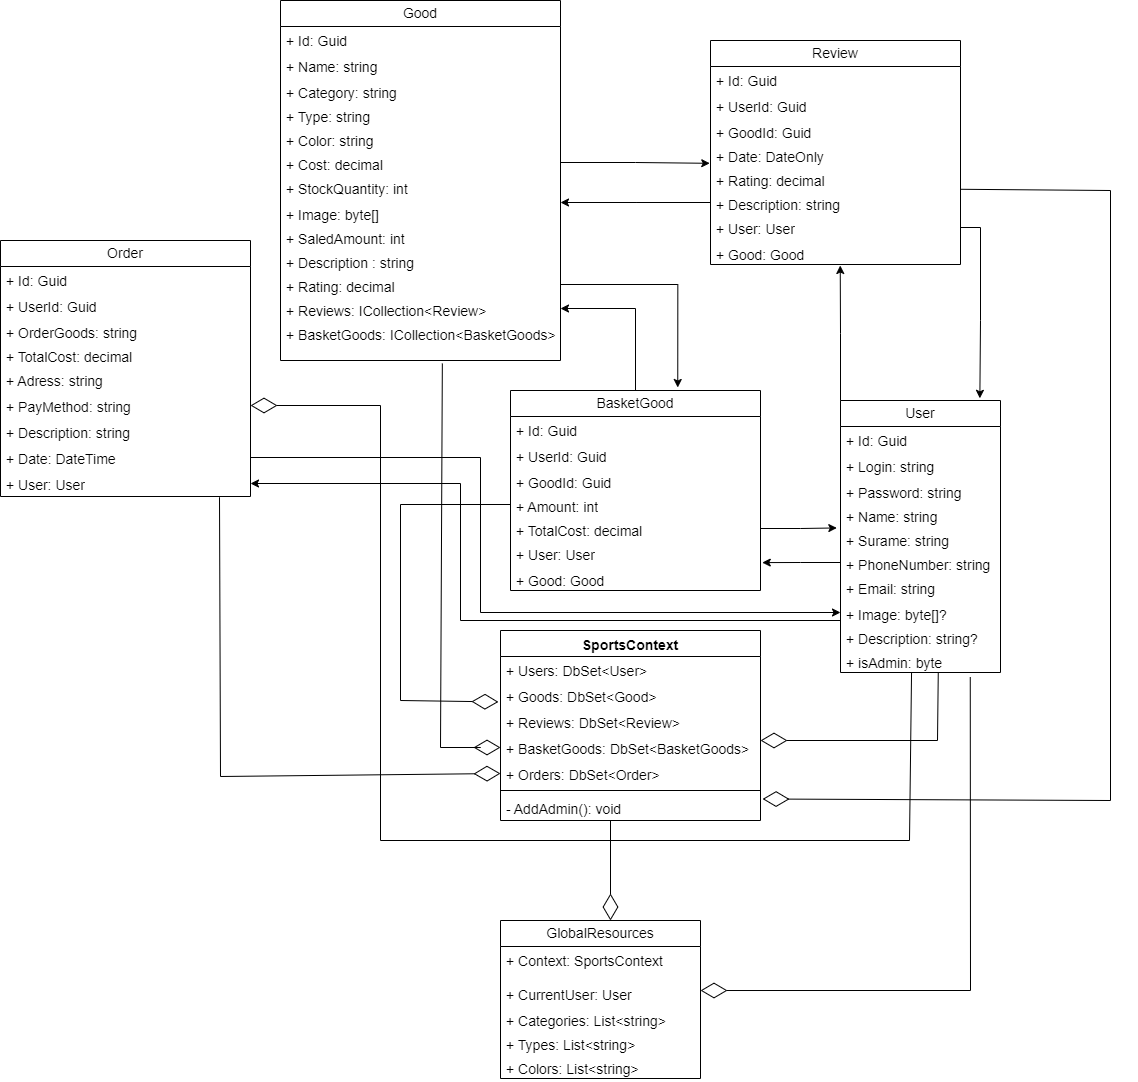 Good
+ Id: Guid
+ Name: string
+ Category: string
+ Type: string
+ Color: string
+ Cost: decimal
+ StockQuantity: int
+ Image: byte[]
+ SaledAmount: int
+ Description : string
+ Rating: decimal
+ Reviews: ICollection<Review>
+ BasketGoods: ICollection<BasketGoods>
Review
+ Id: Guid
+ UserId: Guid
+ GoodId: Guid
+ Date: DateOnly
+ Rating: decimal
+ Description: string
+ User: User
+ Good: Good
Order
+ Id: Guid
+ UserId: Guid
+ OrderGoods: string
+ TotalCost: decimal
+ Adress: string
+ PayMethod: string
+ Description: string
+ Date: DateTime
+ User: User
BasketGood
+ Id: Guid
+ UserId: Guid
+ GoodId: Guid
+ Amount: int
+ TotalCost: decimal
+ User: User
+ Good: Good
User
+ Id: Guid
+ Login: string
+ Password: string
+ Name: string
+ Surame: string
+ PhoneNumber: string
+ Email: string
+ Image: byte[]?
+ Description: string?
+ isAdmin: byte
SportsContext
+ Users: DbSet<User>
+ Goods: DbSet<Good>
+ Reviews: DbSet<Review>
+ BasketGoods: DbSet<BasketGoods>
+ Orders: DbSet<Order>
- AddAdmin(): void
GlobalResources
+ Context: SportsContext
+ CurrentUser: User
+ Categories: List<string>
+ Types: List<string>
+ Colors: List<string>